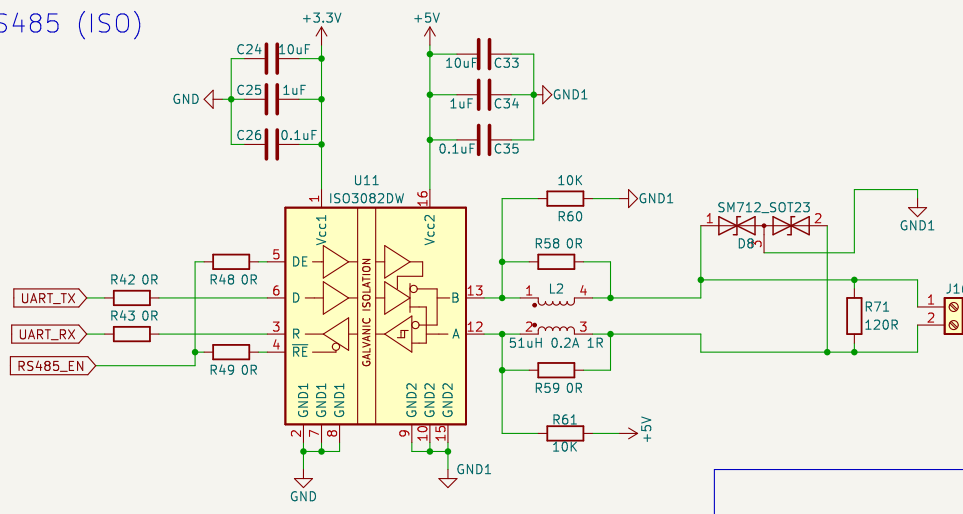 S485 (ISO)
+3.3V
+5V
C24 10uF
10uF C33
C25 1uF
GND
1uF C34
GND1
C26 0.1uF
0.1uF C35
U11
ISO3082DW
1
16
Vcc1
Vcc2
10K
GND1
R60
SM712_SOT23
1
2
D8
3
GND1
R58 0R
5 DE
R48 0R
R42 0R
UART_TX
6 D
B 13
1 L2 4
R43 0R
UART_RX
3 R
A 12
2 3
51uH 0.2A 1R
4 RE
RS485_EN
R49 0R
GALVANIC ISOLATION
R59 0R
R71
120R
1
2
GND1
GND1
GND1
GND2
GND2
GND2
2
7
8
9
10
15
R61
10K
+5V
GND
GND1